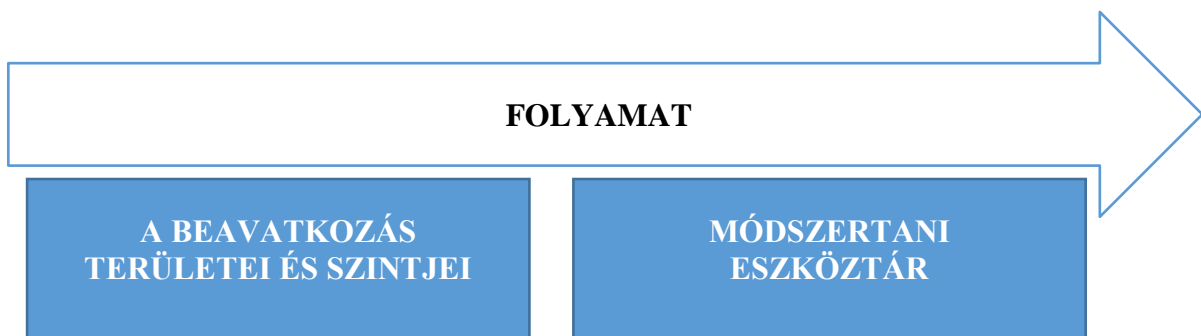 FOLYAMAT
A BEAVATKOZÁS
TERÜLETEI ÉS SZINTJEI
MÓDSZERTANI
ESZKÖZTÁR